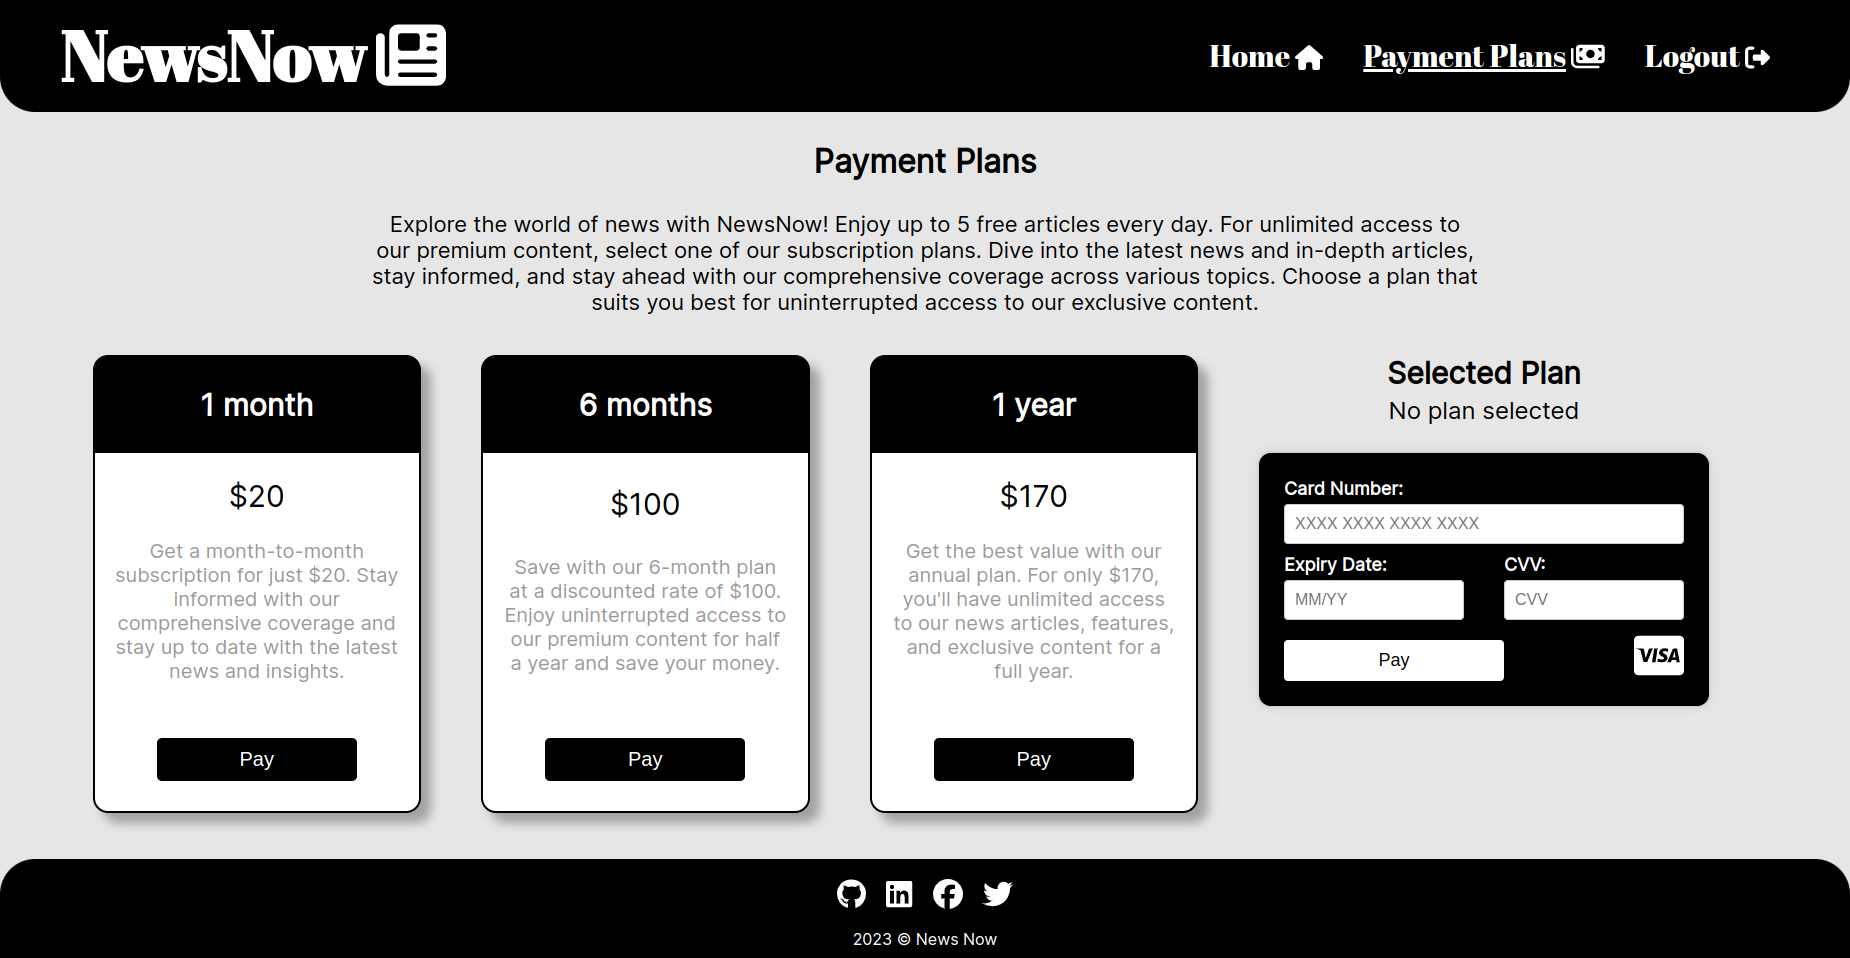 NewsNow
Home
Payment Plans
Logout
Payment Plans
Explore the world of news with NewsNow! Enjoy up to 5 free articles every day. For unlimited access to
our premium content, select one of our subscription plans. Dive into the latest news and in-depth articles,
stay informed, and stay ahead with our comprehensive coverage across various topics. Choose a plan that
suits you best for uninterrupted access to our exclusive content.
1 month
$20
Get a month-to-month
subscription for just $20. Stay
informed with our
comprehensive coverage and
stay up to date with the latest
news and insights.
Pay
6 months
$100
Save with our 6-month plan
at a discounted rate of $100.
Enjoy uninterrupted access to
our premium content for half
a year and save your money.
Pay
1 year
$170
Get the best value with our
annual plan. For only $170,
you'll have unlimited access
to our news articles, features,
and exclusive content for a
full year.
Pay
Selected Plan
No plan selected
Card Number:
XXXX XXXX XXXX XXXX
Expiry Date:
CVV:
MM/YY
CVV
Pay
VISA
2023 © News Now